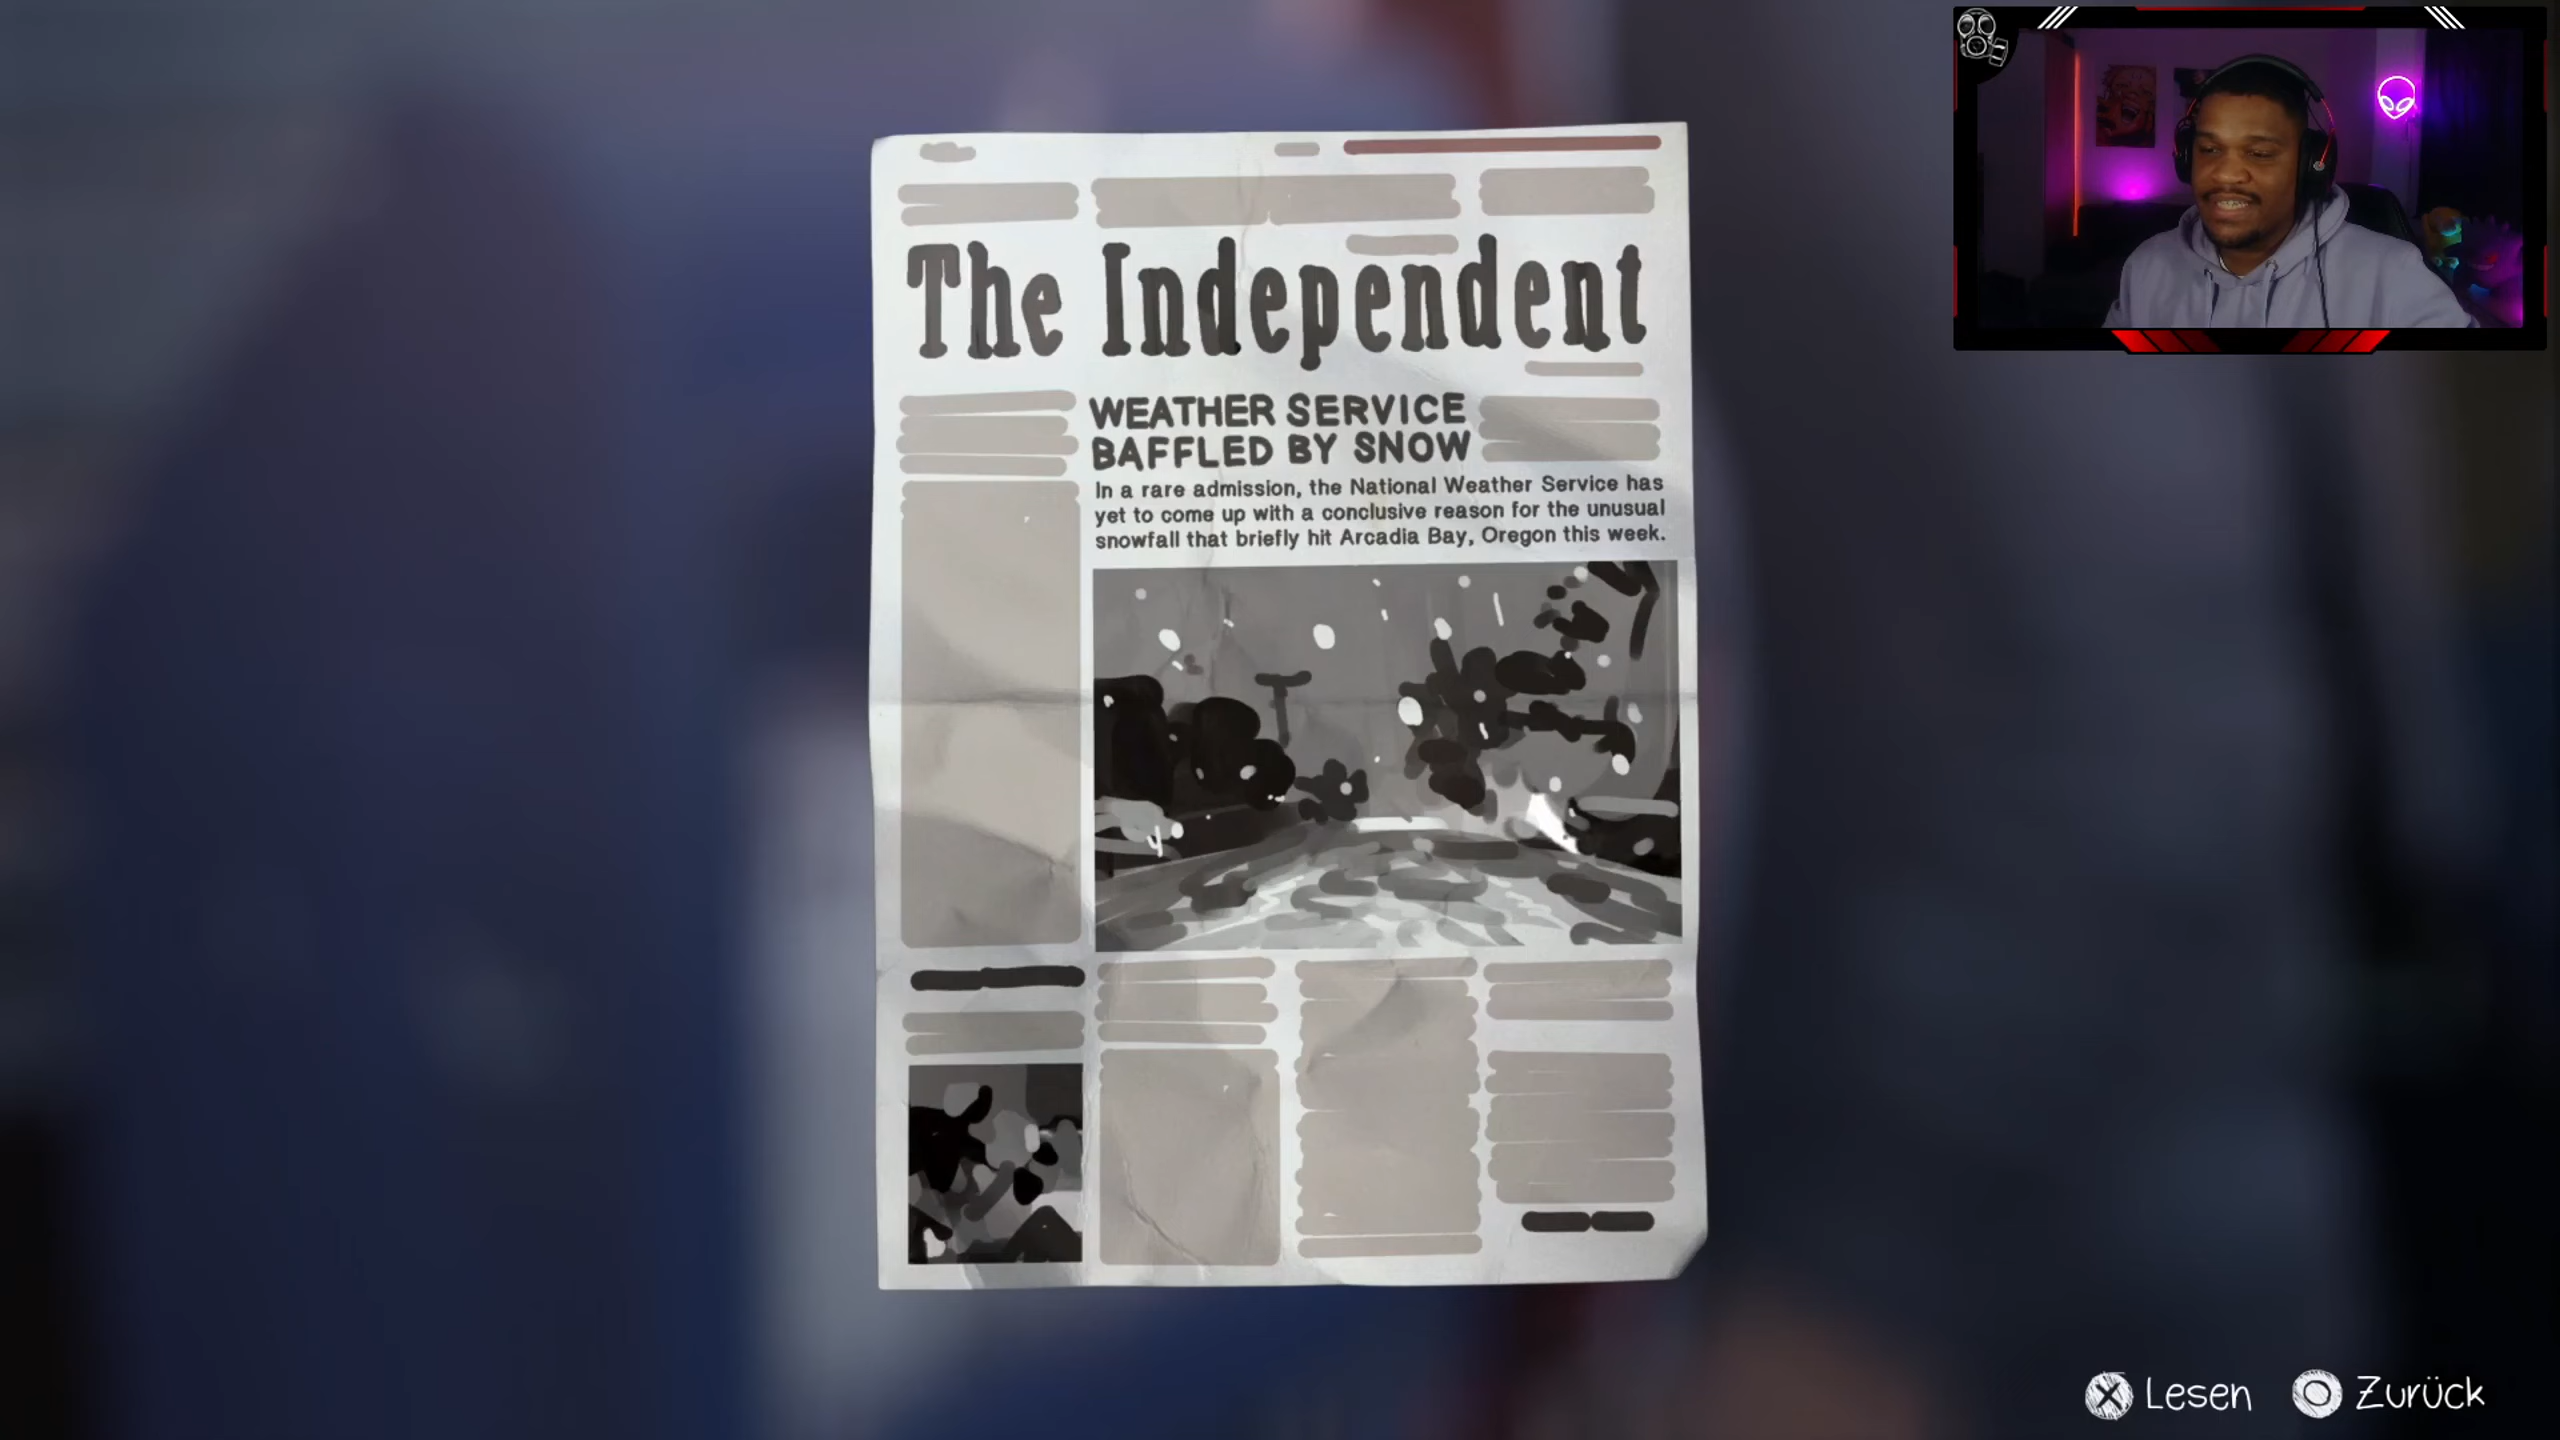 The Independent
WEATHER SERVICE
BAFFLED BY SNOW
In a rare admission, the National Weather Service has
yet to come up with a conclusive reason for the unusual
snowfall that briefly hit Arcadia Bay, Oregon this week.
Lesen Zurück